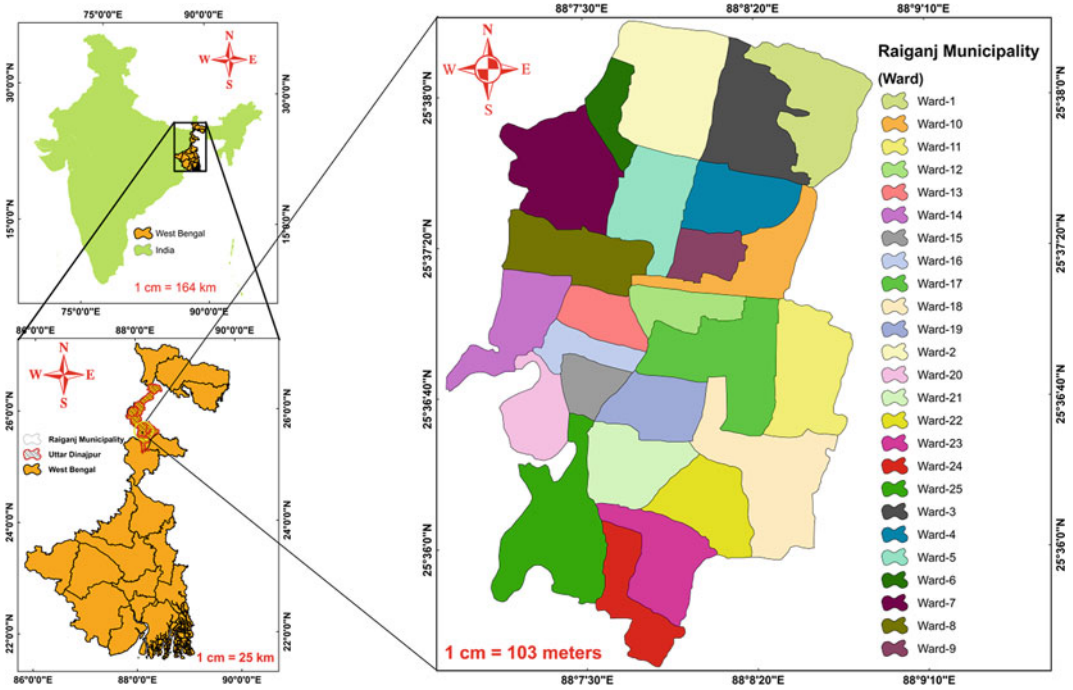 75°0'0"E 90°0'0"E
N
W E
S
30°0'0"N 30°0'0"N
15°0'0"N 15°0'0"N
West Bengal
India
1 cm = 164 km
75°0'0"E 90°0'0"E
86°0'0"E 88°0'0"E 90°0'0"E
N
W E
S
26°0'0"N 26°0'0"N
Raiganj Municipality
Uttar Dinajpur
West Bengal
24°0'0"N 24°0'0"N
22°0'0"N 22°0'0"N
1 cm = 25 km
86°0'0"E 88°0'0"E 90°0'0"E
88°7'30"E 88°8'20"E 88°9'10"E
N
W E
S
25°38'0"N 25°38'0"N
25°37'20"N 25°37'20"N
25°36'40"N 25°36'40"N
25°36'0"N 25°36'0"N
1 cm = 103 meters
88°7'30"E 88°8'20"E 88°9'10"E
Raiganj Municipality
(Ward)
Ward-1
Ward-10
Ward-11
Ward-12
Ward-13
Ward-14
Ward-15
Ward-16
Ward-17
Ward-18
Ward-19
Ward-2
Ward-20
Ward-21
Ward-22
Ward-23
Ward-24
Ward-25
Ward-3
Ward-4
Ward-5
Ward-6
Ward-7
Ward-8
Ward-9